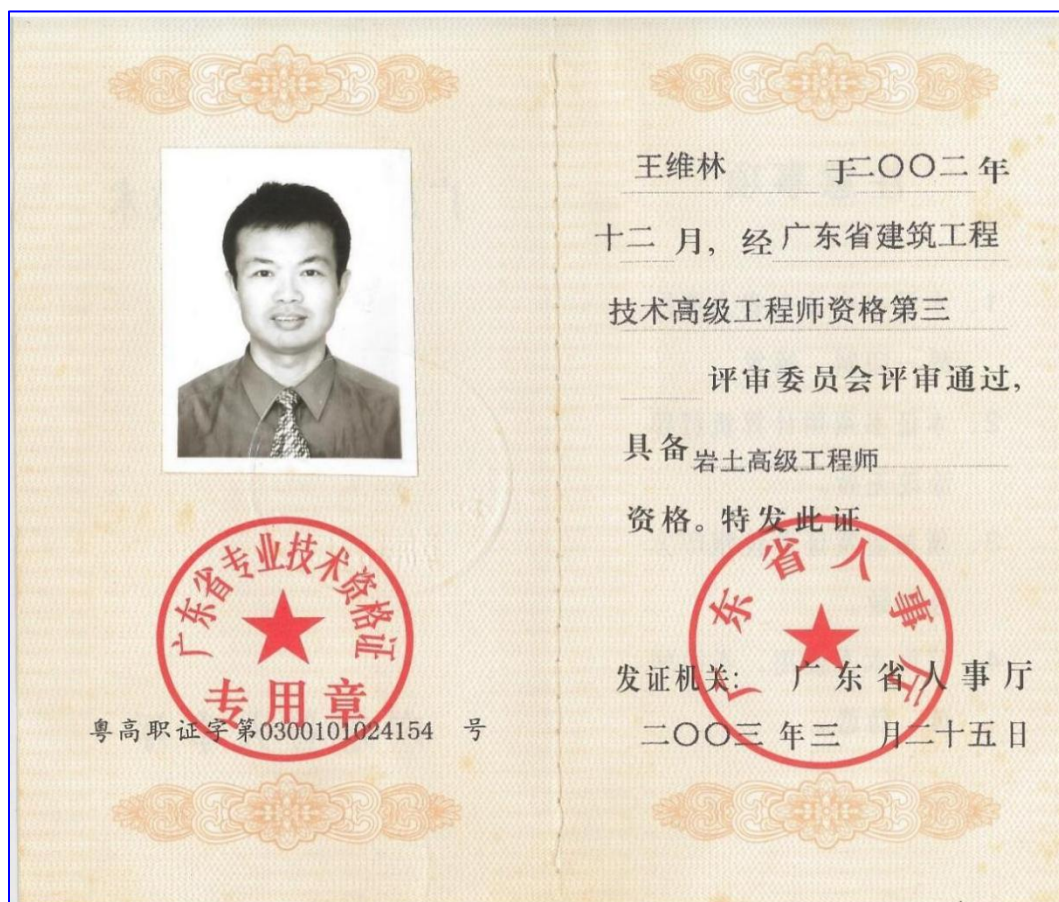 广东省专业技术资格证
专用章
粤高职证字第0300101024154 号
王维林 于二〇〇二年
十二月，经广东省建筑工程
技术高级工程师资格第三
评审委员会评审通过，
具备岩土高级工程师
资格。特发此证
广东省人事厅
发证机关：广东省人事厅
二〇〇三年三 月二十五日